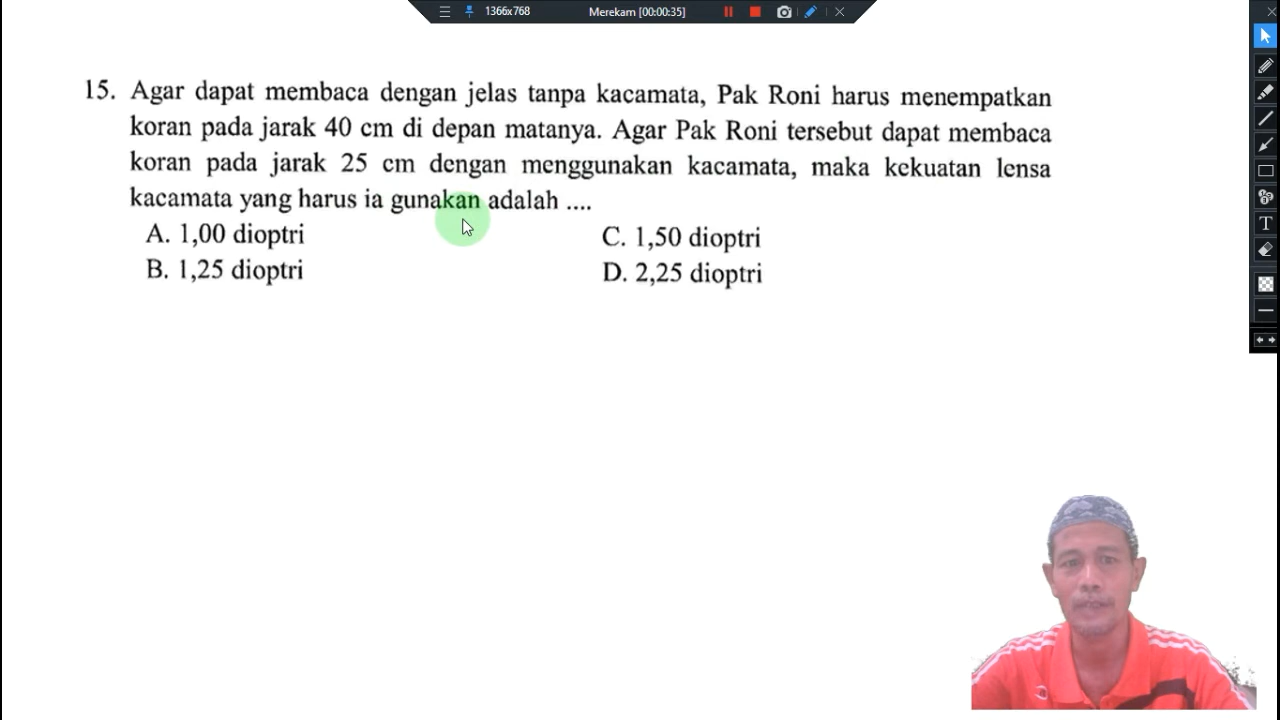 1366x768 Merekam [00:00:35]
15. Agar dapat membaca dengan jelas tanpa kacamata, Pak Roni harus menempatkan
koran pada jarak 40 cm di depan matanya. Agar Pak Roni tersebut dapat membaca
koran pada jarak 25 cm dengan menggunakan kacamata, maka kekuatan lensa
kacamata yang harus ia gunakan adalah ....
A. 1,00 dioptri C. 1,50 dioptri
B. 1,25 dioptri D. 2,25 dioptri
T